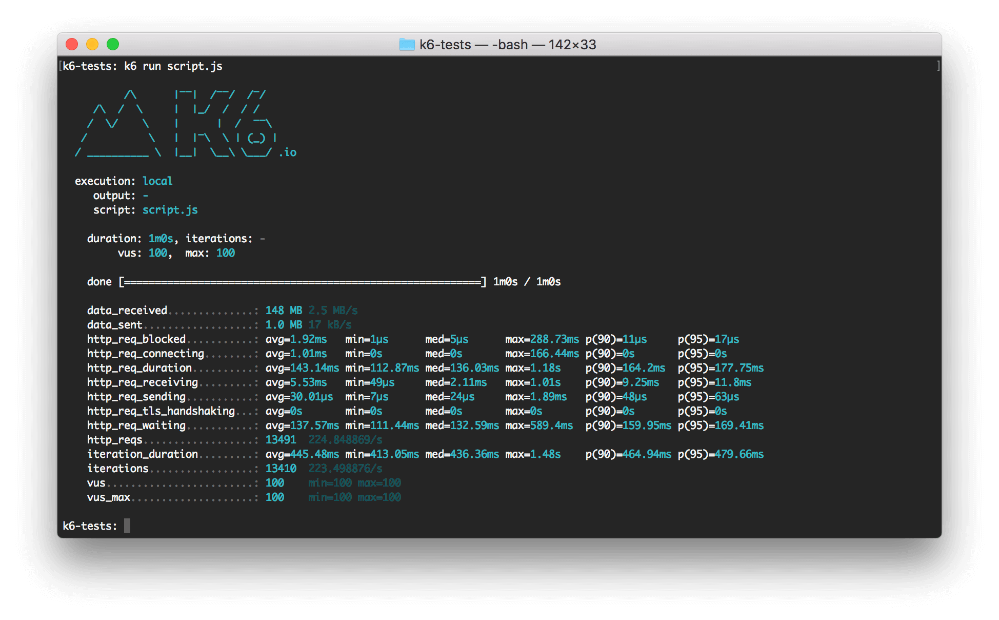 k6-tests — -bash — 142×33
[k6-tests: k6 run script.js ]
          /\      |‾‾|  /‾‾/  /‾/
     /\  /  \     |  |_/  /  / /
    /  \/    \    |      |  /  ‾‾\
   /          \   |  |‾\  \ | (_) |
  / __________ \  |__|  \__\ \___/ .io
execution: local
output: -
script: script.js
duration: 1m0s, iterations: -
vus: 100, max: 100
done [==========================================================] 1m0s / 1m0s
data_received..............: 148 MB 2.5 MB/s
data_sent..................: 1.0 MB 17 kB/s
http_req_blocked...........: avg=1.92ms min=1µs med=5µs max=288.73ms p(90)=11µs p(95)=17µs
http_req_connecting........: avg=1.01ms min=0s med=0s max=166.44ms p(90)=0s p(95)=0s
http_req_duration..........: avg=143.14ms min=112.87ms med=136.03ms max=1.18s p(90)=164.2ms p(95)=177.75ms
http_req_receiving.........: avg=5.53ms min=49µs med=2.11ms max=1.01s p(90)=9.25ms p(95)=11.8ms
http_req_sending...........: avg=30.01µs min=7µs med=24µs max=1.89ms p(90)=48µs p(95)=63µs
http_req_tls_handshaking...: avg=0s min=0s med=0s max=0s p(90)=0s p(95)=0s
http_req_waiting...........: avg=137.57ms min=111.44ms med=132.59ms max=589.4ms p(90)=159.95ms p(95)=169.41ms
http_reqs..................: 13491 224.848869/s
iteration_duration.........: avg=445.48ms min=413.05ms med=436.36ms max=1.48s p(90)=464.94ms p(95)=479.66ms
iterations.................: 13410 223.498876/s
vus........................: 100 min=100 max=100
vus_max....................: 100 min=100 max=100
k6-tests: